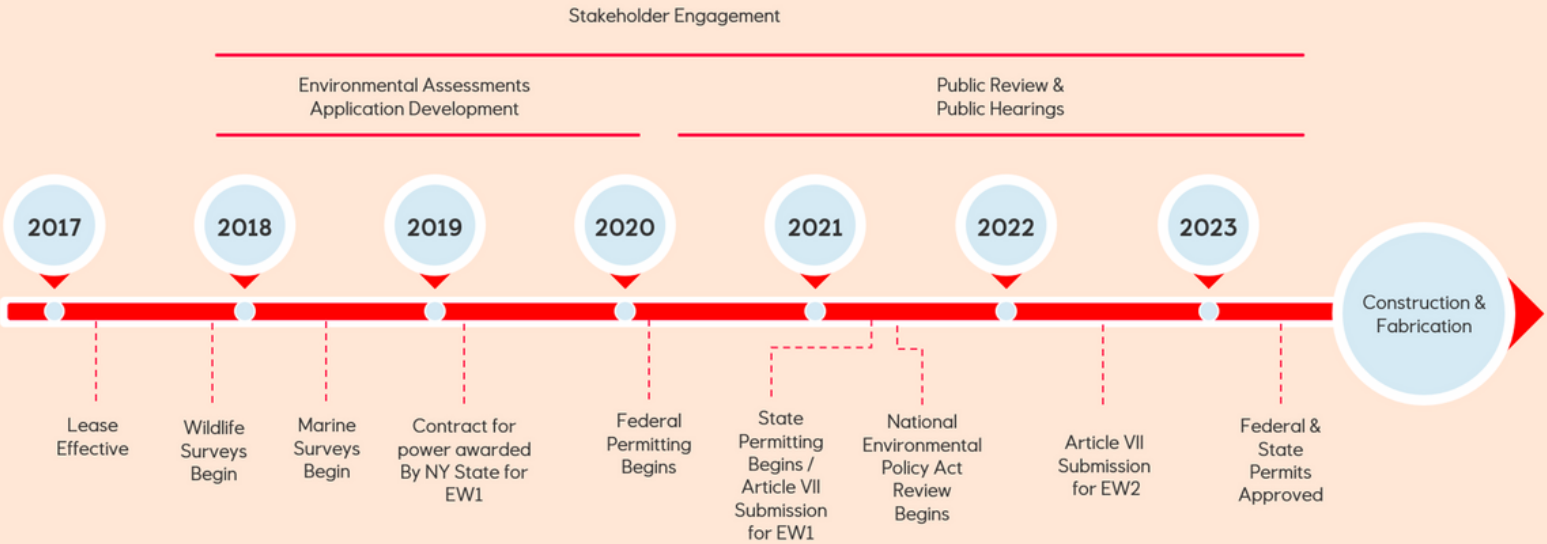 Stakeholder Engagement
Environmental Assessments
Application Development
Public Review &
Public Hearings
2017
2018
2019
2020
2021
2022
2023
Construction &
Fabrication
Lease
Effective
Wildlife
Surveys
Begin
Marine
Surveys
Begin
Contract for
power awarded
By NY State for
EW1
Federal
Permitting
Begins
State
Permitting
Begins /
Article VII
Submission
for EW1
National
Environmental
Policy Act
Review
Begins
Article VII
Submission
for EW2
Federal &
State
Permits
Approved